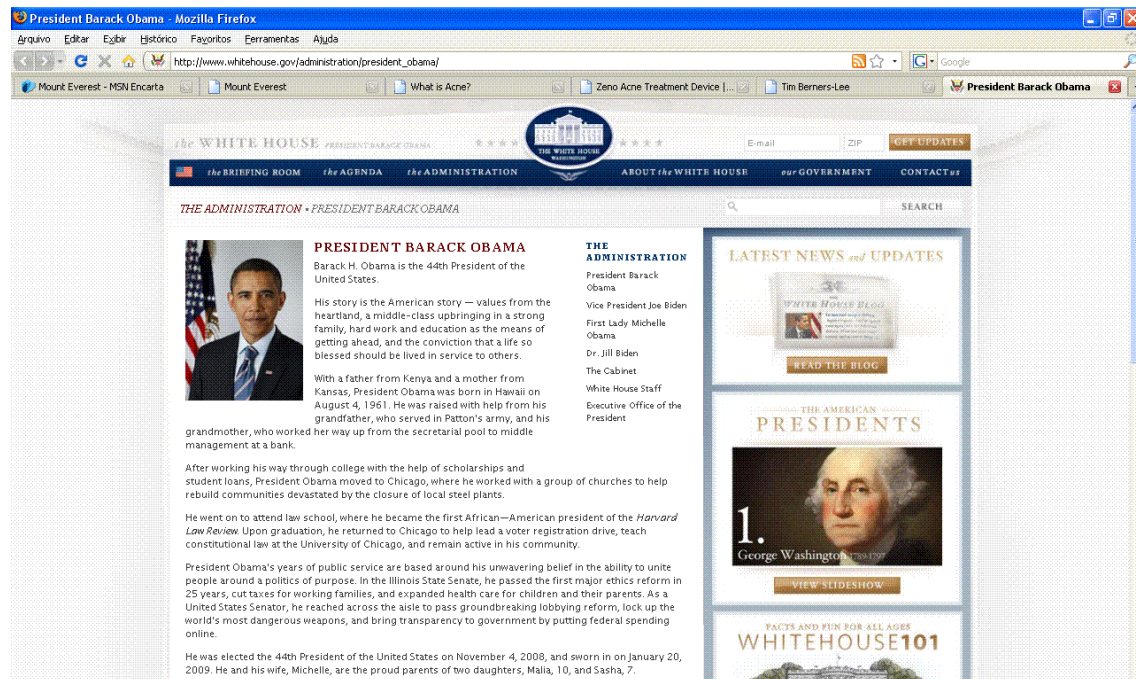 President Barack Obama - Mozilla Firefox
Arquivo Editar Exibir Histórico Favoritos Ferramentas Ajuda
http://www.whitehouse.gov/administration/president_obama/
Google
Mount Everest - MSN Encarta
Mount Everest
What is Acne?
Zeno Acne Treatment Device |...
Tim Berners-Lee
President Barack Obama
the WHITE HOUSE PRESIDENT BARACK OBAMA
THE WHITE HOUSE
WASHINGTON
E-mail
ZIP
GET UPDATES
the BRIEFING ROOM
the AGENDA
the ADMINISTRATION
ABOUT the WHITE HOUSE
our GOVERNMENT
CONTACT us
THE ADMINISTRATION • PRESIDENT BARACK OBAMA
SEARCH
PRESIDENT BARACK OBAMA
Barack H. Obama is the 44th President of the
United States.
His story is the American story — values from the
heartland, a middle-class upbringing in a strong
family, hard work and education as the means of
getting ahead, and the conviction that a life so
blessed should be lived in service to others.
With a father from Kenya and a mother from
Kansas, President Obama was born in Hawaii on
August 4, 1961. He was raised with help from his
grandfather, who served in Patton's army, and his
grandmother, who worked her way up from the secretarial pool to middle
management at a bank.
After working his way through college with the help of scholarships and
student loans, President Obama moved to Chicago, where he worked with a group of churches to help
rebuild communities devastated by the closure of local steel plants.
He went on to attend law school, where he became the first African—American president of the Harvard
Law Review. Upon graduation, he returned to Chicago to help lead a voter registration drive, teach
constitutional law at the University of Chicago, and remain active in his community.
President Obama's years of public service are based around his unwavering belief in the ability to unite
people around a politics of purpose. In the Illinois State Senate, he passed the first major ethics reform in
25 years, cut taxes for working families, and expanded health care for children and their parents. As a
United States Senator, he reached across the aisle to pass groundbreaking lobbying reform, lock up the
world's most dangerous weapons, and bring transparency to government by putting federal spending
online.
He was elected the 44th President of the United States on November 4, 2008, and sworn in on January 20,
2009. He and his wife, Michelle, are the proud parents of two daughters, Malia, 10, and Sasha, 7.
THE
ADMINISTRATION
President Barack
Obama
Vice President Joe Biden
First Lady Michelle
Obama
Dr. Jill Biden
The Cabinet
White House Staff
Executive Office of the
President
LATEST NEWS and UPDATES
WHITE HOUSE BLOG
READ THE BLOG
THE AMERICAN
PRESIDENTS
1.
George Washington 1789-1797
VIEW SLIDESHOW
FACTS AND FUN FOR ALL AGES
WHITEHOUSE101